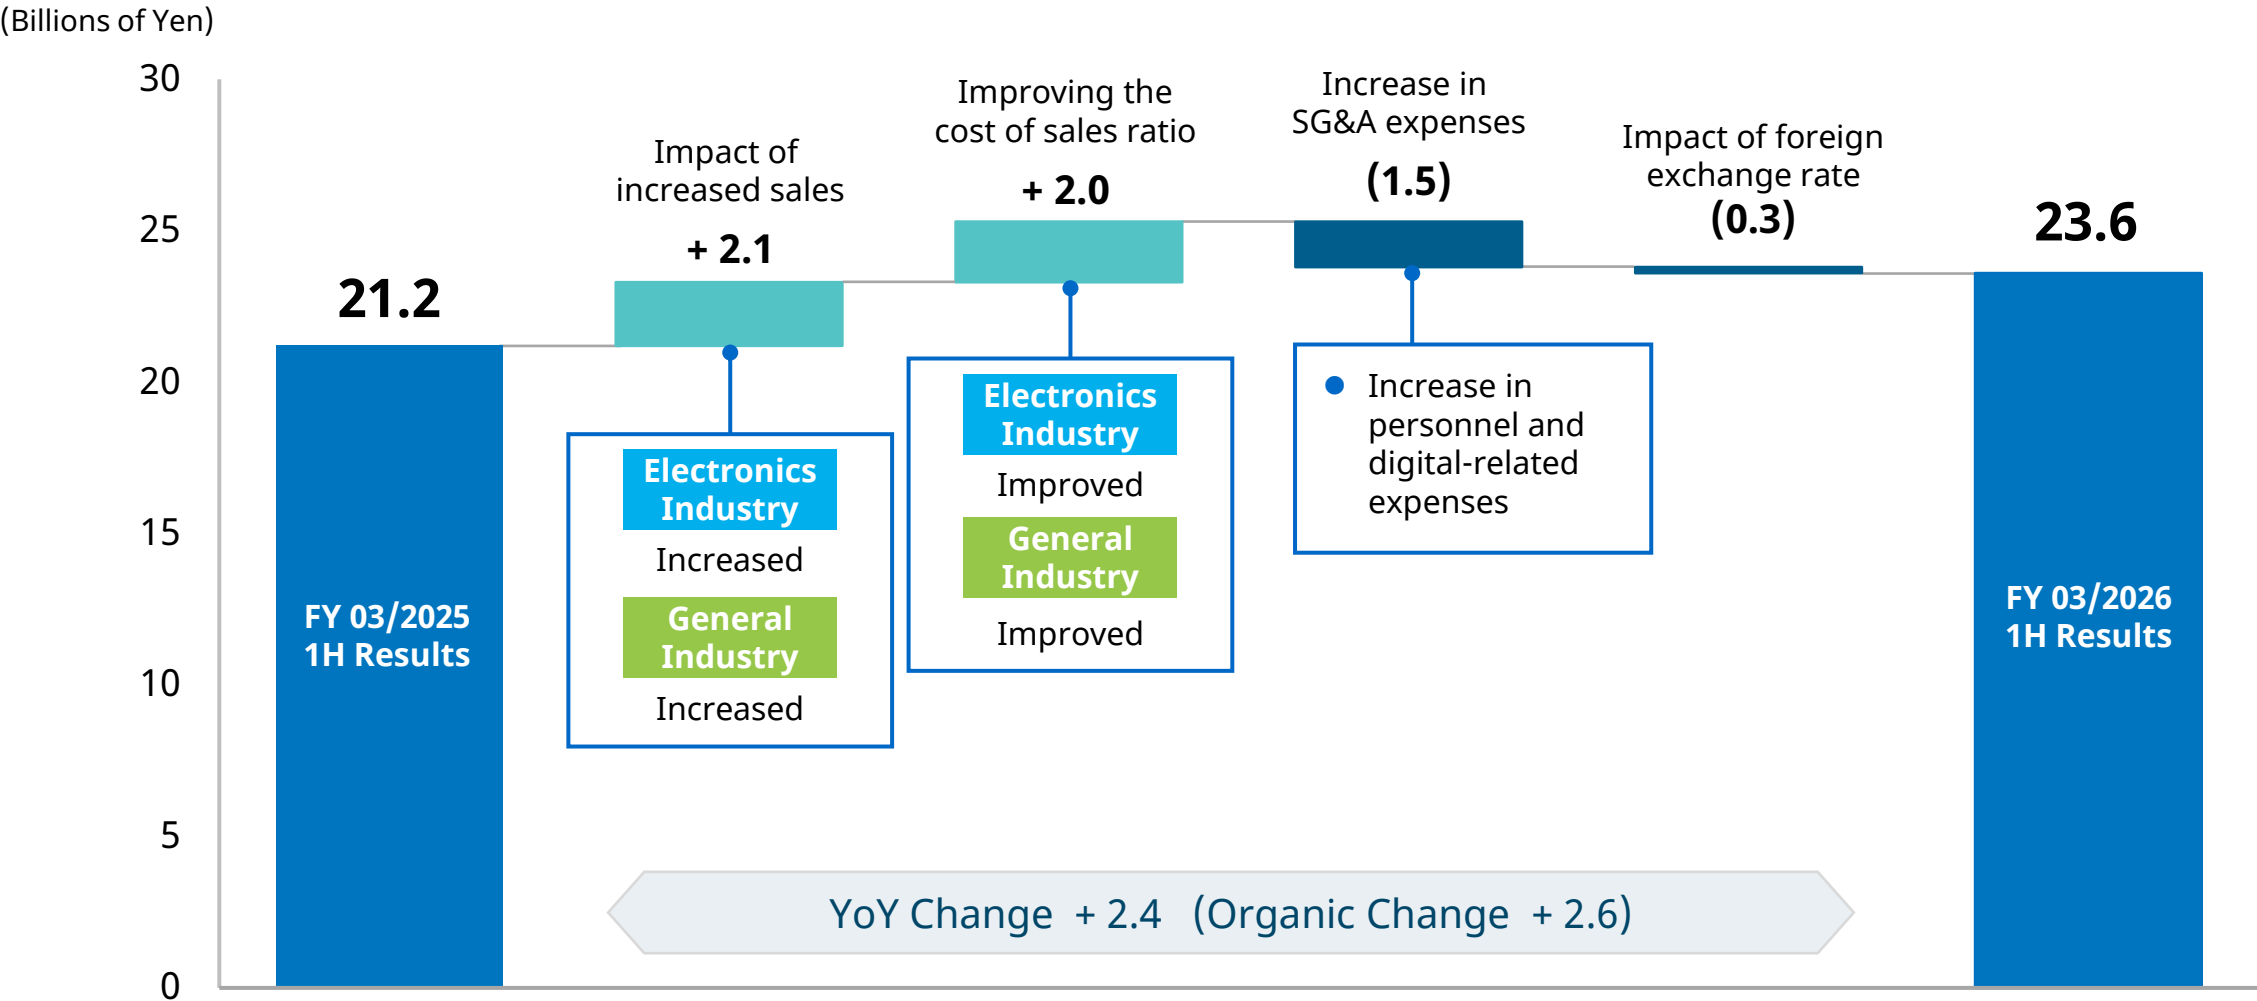 (Billions of Yen)
30
25
20
15
10
5
0
21.2
FY 03/2025
1H Results
Impact of
increased sales
+ 2.1
Electronics
Industry
Increased
General
Industry
Increased
Improving the
cost of sales ratio
+ 2.0
Electronics
Industry
Improved
General
Industry
Improved
Increase in
SG&A expenses
(1.5)
● Increase in
personnel and
digital-related
expenses
Impact of foreign
exchange rate
(0.3)
23.6
FY 03/2026
1H Results
YoY Change + 2.4 (Organic Change + 2.6)